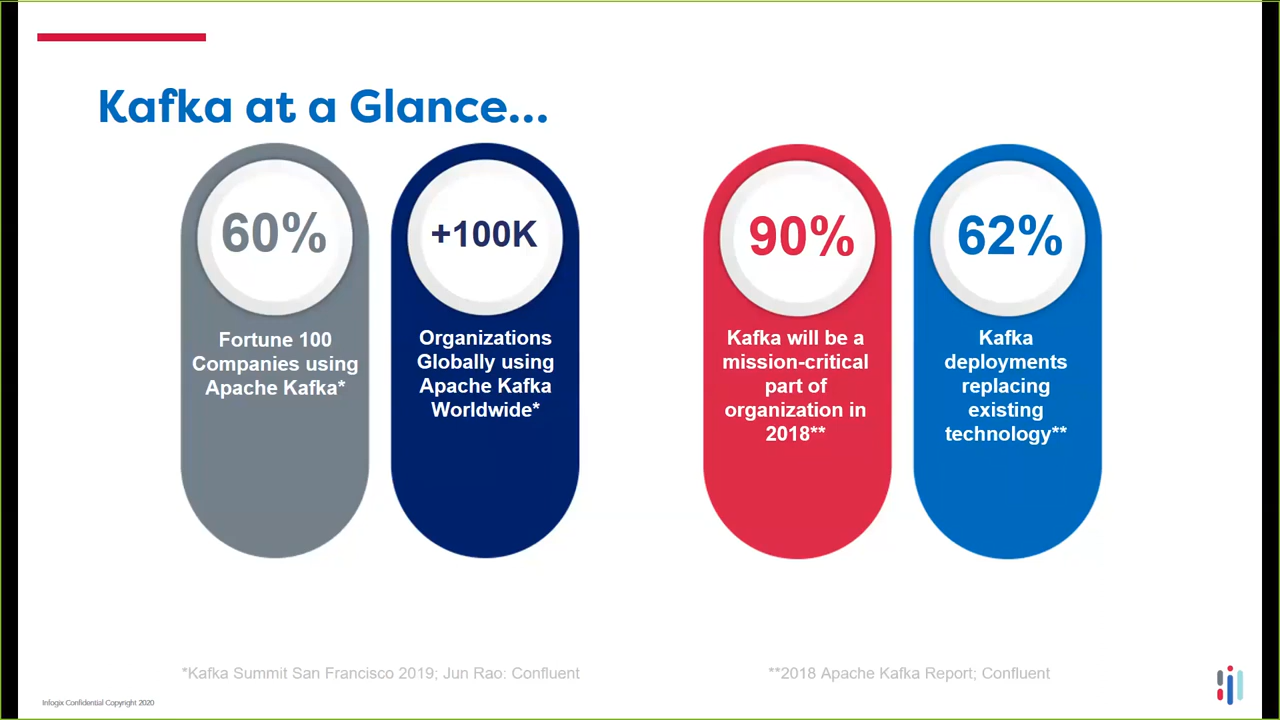 Kafka at a Glance...
60%
Fortune 100
Companies using
Apache Kafka*
+100K
Organizations
Globally using
Apache Kafka
Worldwide*
90%
Kafka will be a
mission-critical
part of
organization in
2018**
62%
Kafka
deployments
replacing
existing
technology**
*Kafka Summit San Francisco 2019; Jun Rao: Confluent
**2018 Apache Kafka Report; Confluent
Infogix Confidential Copyright 2020